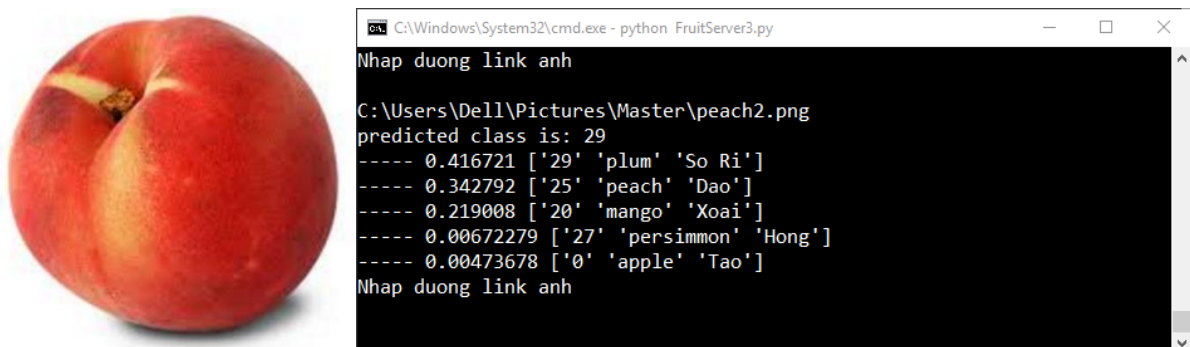 C:\Windows\System32\cmd.exe - python FruitServer3.py
Nhap duong link anh
C:\Users\Dell\Pictures\Master\peach2.png
predicted class is: 29
----- 0.416721 ['29' 'plum' 'So Ri']
----- 0.342792 ['25' 'peach' 'Dao']
----- 0.219008 ['20' 'mango' 'Xoai']
----- 0.00672279 ['27' 'persimmon' 'Hong']
----- 0.00473678 ['0' 'apple' 'Tao']
Nhap duong link anh